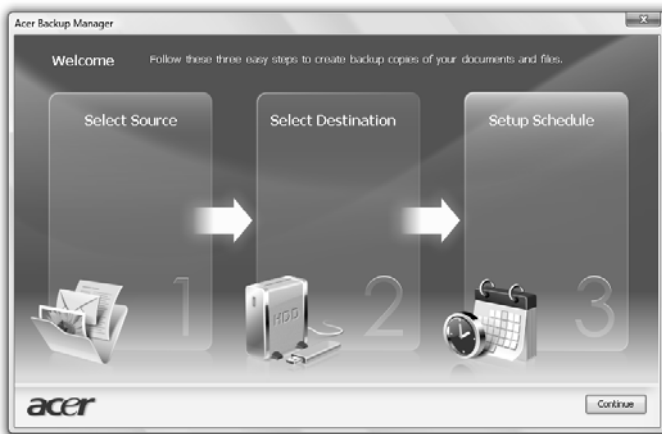 Acer Backup Manager
Welcome Follow these three easy steps to create backup copies of your documents and files.
Select Source
Select Destination
Setup Schedule
HDD
1
2
3
acer
Continue